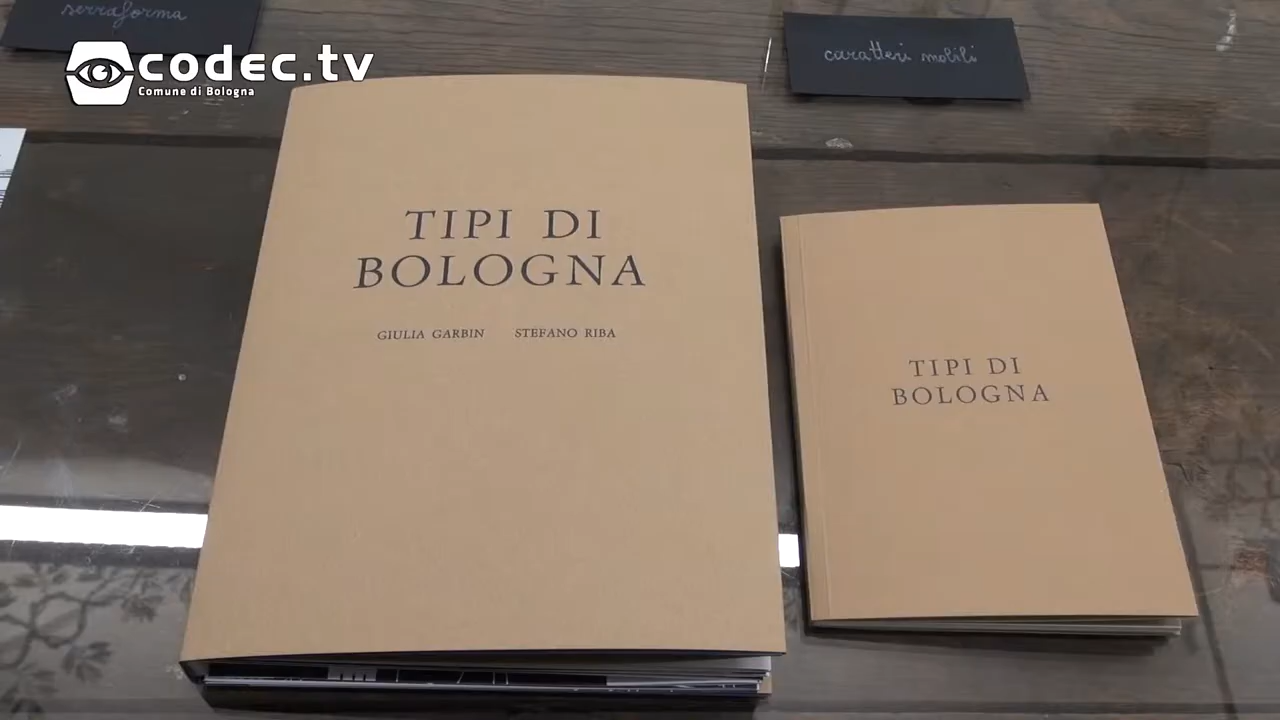 serraforma
codec.tv
Comune di Bologna
caratteri mobili
TIPI DI
BOLOGNA
GIULIA GARBIN STEFANO RIBA
TIPI DI
BOLOGNA